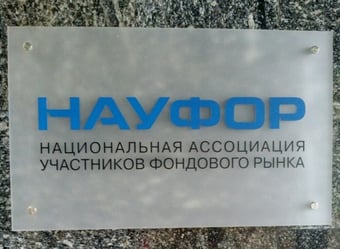 НАУФОР
НАЦИОНАЛЬНАЯ АССОЦИАЦИЯ
УЧАСТНИКОВ ФОНДОВОГО РЫНКА